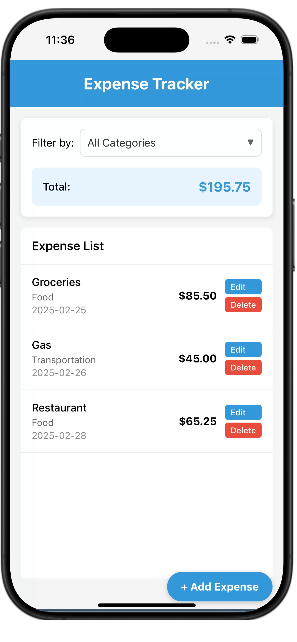 11:36
Expense Tracker
Filter by: All Categories
Total: $195.75
Expense List
Groceries
Food
2025-02-25
$85.50
Edit
Delete
Gas
Transportation
2025-02-26
$45.00
Edit
Delete
Restaurant
Food
2025-02-28
$65.25
Edit
Delete
+ Add Expense